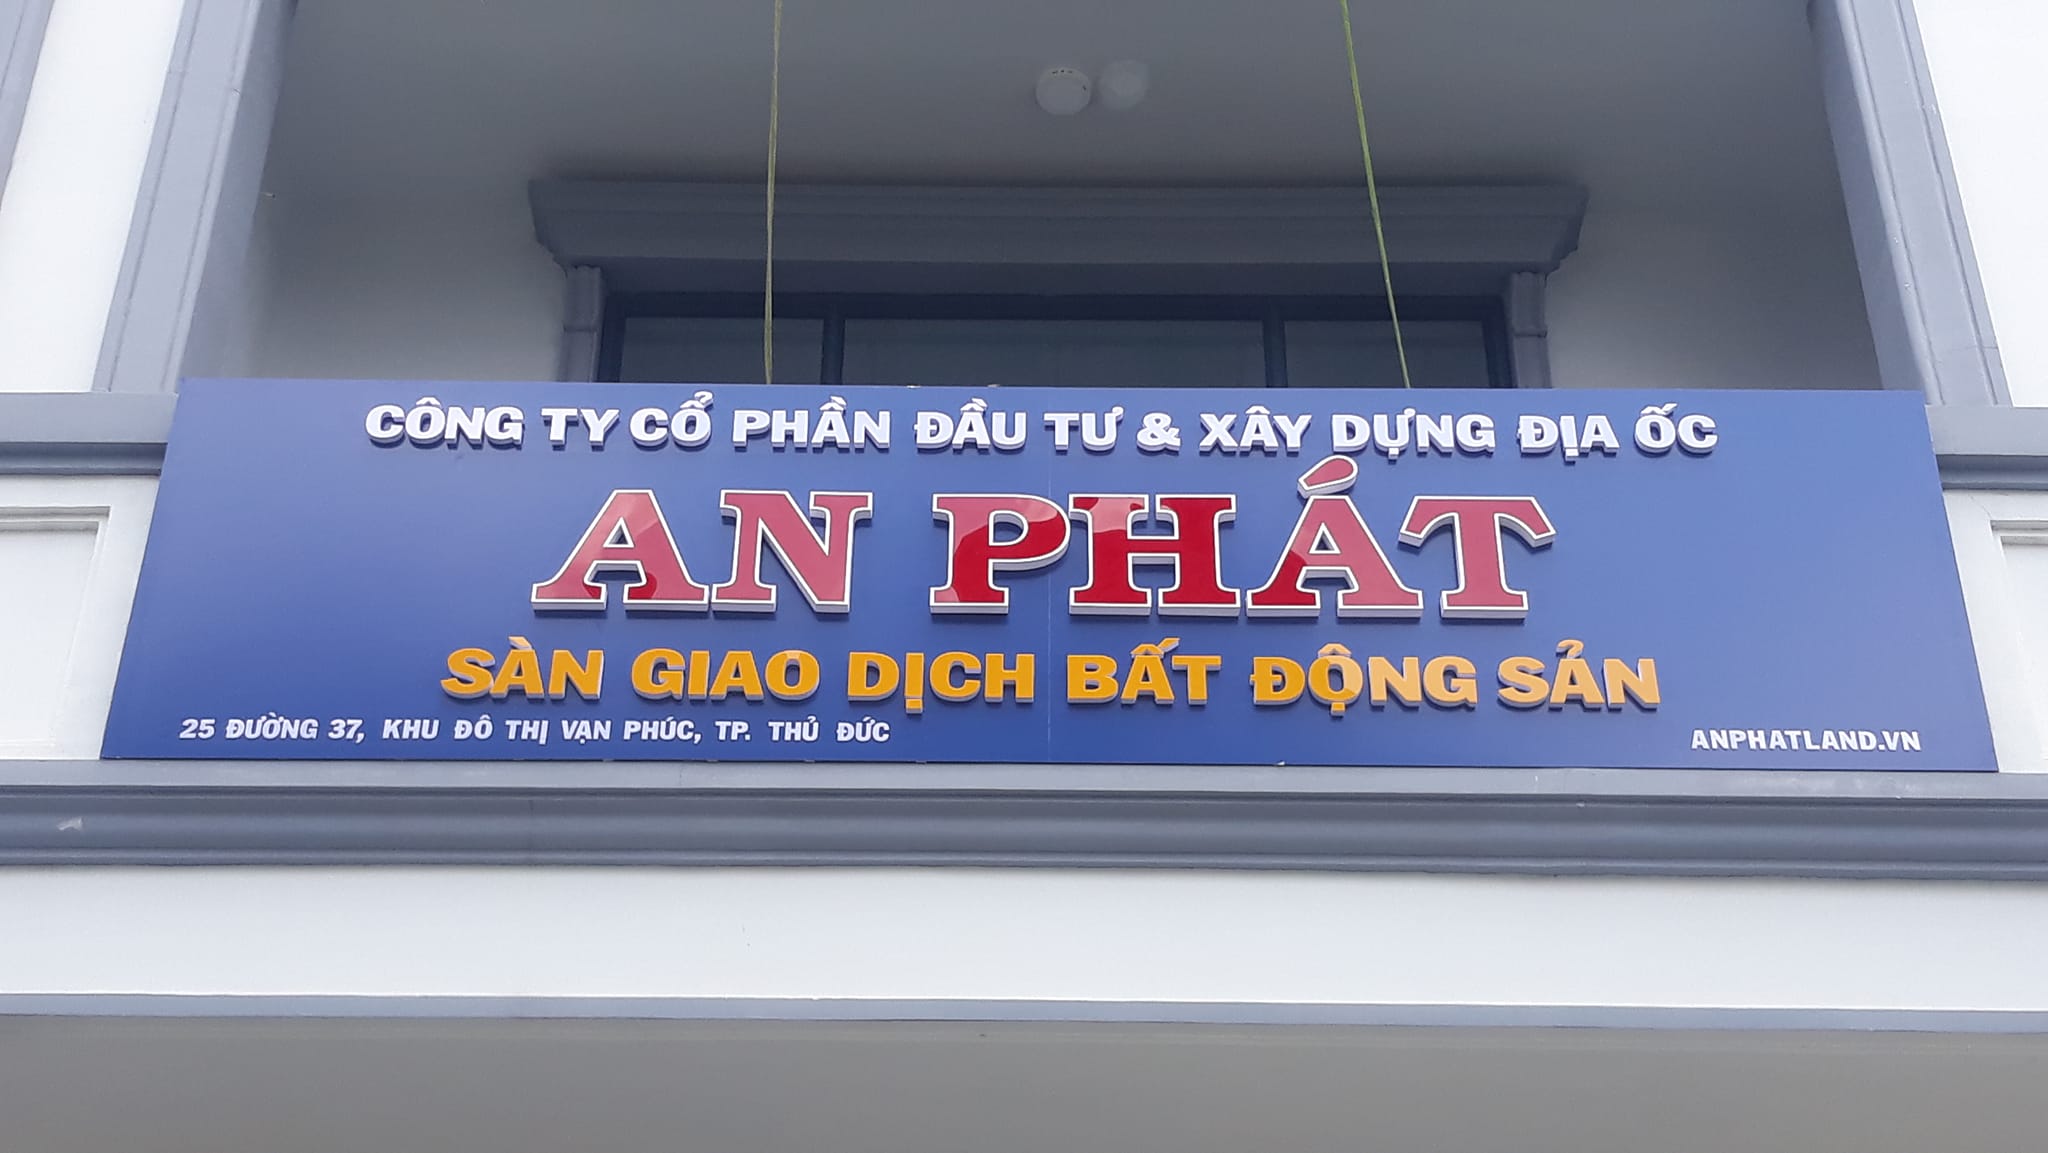 CÔNG TY CỔ PHẦN ĐẦU TƯ & XÂY DỰNG ĐỊA ỐC
AN PHÁT
SÀN GIAO DỊCH BẤT ĐỘNG SẢN
25 ĐƯỜNG 37, KHU ĐÔ THỊ VẠN PHÚC, TP. THỦ ĐỨC
ANPHATLAND.VN